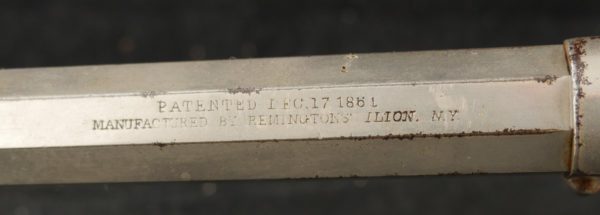 PATENTED DEC. 17 1861
MANUFACTURED BY REMINGTONS' ILION, N.Y.